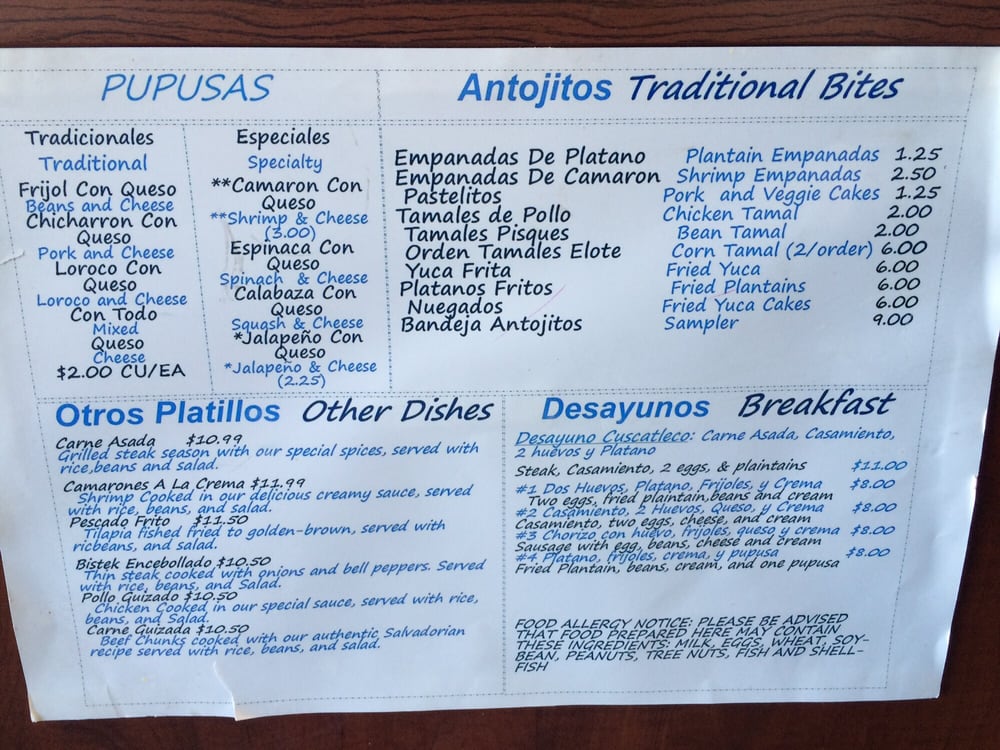 PUPUSAS
Tradicionales
Traditional
Frijol Con Queso
Beans and Cheese
Chicharron Con
Queso
Pork and Cheese
Loroco Con
Queso
Loroco and Cheese
Con Todo
Mixed
Queso
Cheese
$2.00 CU/EA
Especiales
Specialty
**Camaron Con
Queso
**Shrimp & Cheese
(3.00)
Espinaca Con
Queso
Spinach & Cheese
Calabaza Con
Queso
Squash & Cheese
*Jalapeño Con
Queso
*Jalapeño & Cheese
(2.25)
Antojitos Traditional Bites
Empanadas De Platano Plantain Empanadas 1.25
Empanadas De Camaron Shrimp Empanadas 2.50
Pastelitos Pork and Veggie Cakes 1.25
Tamales de Pollo Chicken Tamal 2.00
Tamales Pisques Bean Tamal 2.00
Orden Tamales Elote Corn Tamal (2/order) 6.00
Yuca Frita Fried Yuca 6.00
Platanos Fritos Fried Plantains 6.00
Nuegados Fried Yuca Cakes 6.00
Bandeja Antojitos Sampler 9.00
Otros Platillos Other Dishes
Carne Asada $10.99
Grilled steak season with our special spices, served with
rice,beans and salad.
Camarones A La Crema $11.99
Shrimp Cooked in our delicious creamy sauce, served
with rice, beans, and salad.
Pescado Frito $11.50
Tilapia fished fried to golden-brown, served with
ricbeans, and salad.
Bistek Encebollado $10.50
Thin steak cooked with onions and bell peppers. Served
with rice, beans, and Salad.
Pollo Guizado $10.50
Chicken Cooked in our special sauce, served with rice,
beans, and Salad.
Carne Guizada $10.50
Beef Chunks cooked with our authentic Salvadorian
recipe served with rice, beans, and salad.
Desayunos Breakfast
Desayuno Cuscatleco: Carne Asada, Casamiento,
2 huevos y Platano
Steak, Casamiento, 2 eggs, & plaintains $11.00
#1 Dos Huevos, Platano, Frijoles, y Crema $8.00
Two eggs, fried plaintain,beans and cream
#2 Casamiento, 2 Huevos, Queso, y Crema $8.00
Casamiento, two eggs, cheese, and cream
#3 Chorizo con huevo, frijoles, queso y crema $8.00
Sausage with egg, beans, cheese and cream
#4 Platano, frijoles, crema, y pupusa $8.00
Fried Plantain, beans, cream, and one pupusa
FOOD ALLERGY NOTICE: PLEASE BE ADVISED
THAT FOOD PREPARED HERE MAY CONTAIN
THESE INGREDIENTS: MILK, EGGS, WHEAT, SOY-
BEAN, PEANUTS, TREE NUTS, FISH AND SHELL-
FISH